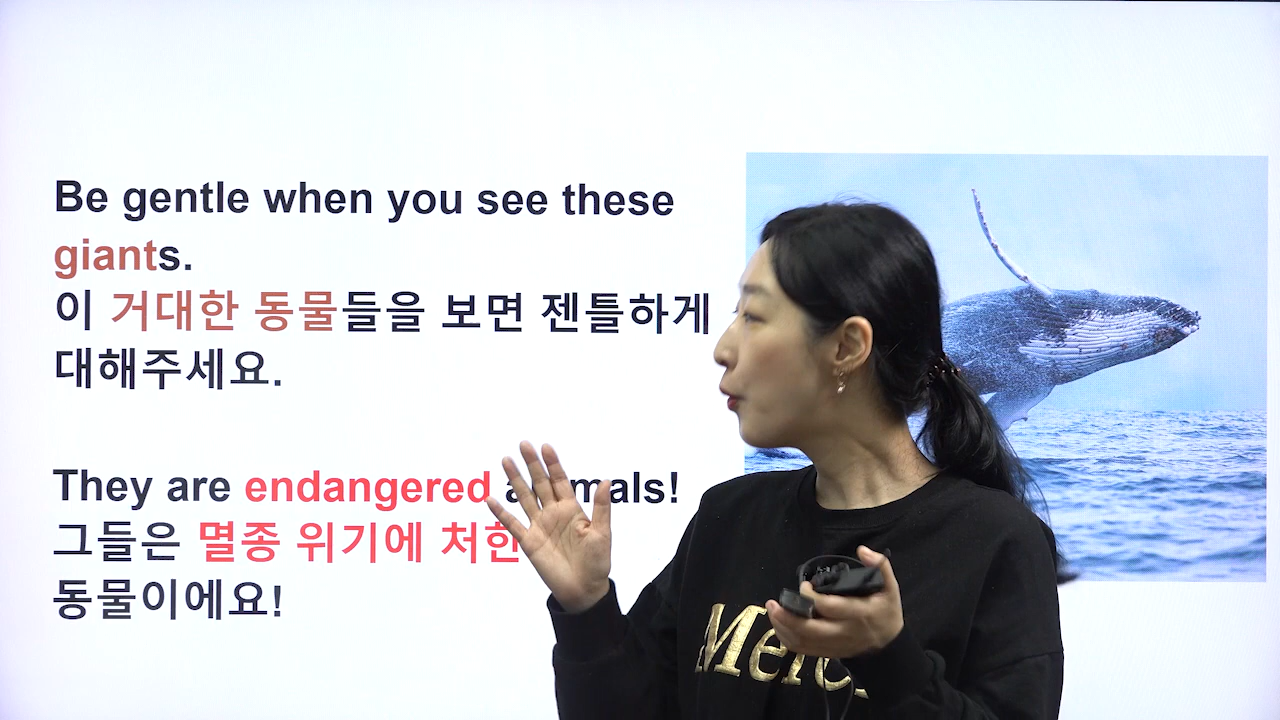 Be gentle when you see these
giants.
이 거대한 동물들을 보면 젠틀하게
대해주세요.
They are endangered animals!
그들은 멸종 위기에 처한
동물이에요!
Merci